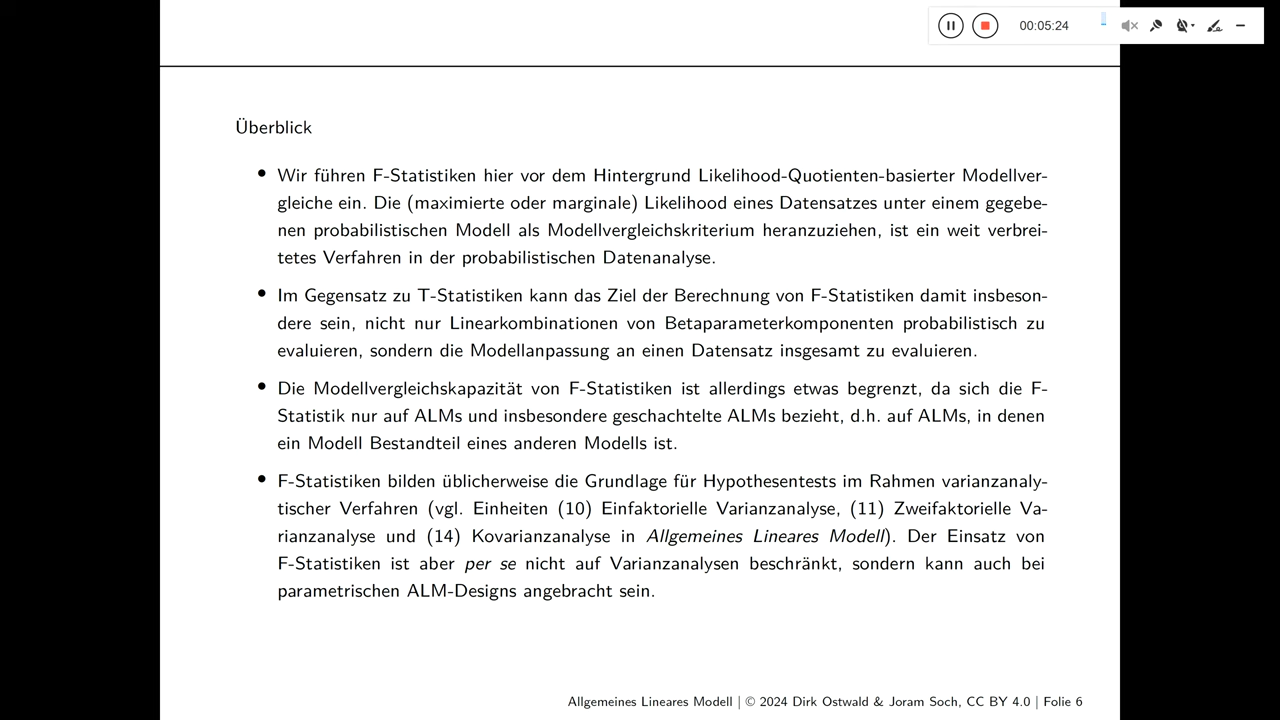 00:05:24
Überblick
• Wir führen F-Statistiken hier vor dem Hintergrund Likelihood-Quotienten-basierter Modellver-
gleiche ein. Die (maximierte oder marginale) Likelihood eines Datensatzes unter einem gegebe-
nen probabilistischen Modell als Modellvergleichskriterium heranzuziehen, ist ein weit verbrei-
tetes Verfahren in der probabilistischen Datenanalyse.
• Im Gegensatz zu T-Statistiken kann das Ziel der Berechnung von F-Statistiken damit insbeson-
dere sein, nicht nur Linearkombinationen von Betaparameterkomponenten probabilistisch zu
evaluieren, sondern die Modellanpassung an einen Datensatz insgesamt zu evaluieren.
• Die Modellvergleichskapazität von F-Statistiken ist allerdings etwas begrenzt, da sich die F-
Statistik nur auf ALMs und insbesondere geschachtelte ALMs bezieht, d.h. auf ALMs, in denen
ein Modell Bestandteil eines anderen Modells ist.
• F-Statistiken bilden üblicherweise die Grundlage für Hypothesentests im Rahmen varianzanaly-
tischer Verfahren (vgl. Einheiten (10) Einfaktorielle Varianzanalyse, (11) Zweifaktorielle Va-
rianzanalyse und (14) Kovarianzanalyse in Allgemeines Lineares Modell). Der Einsatz von
F-Statistiken ist aber per se nicht auf Varianzanalysen beschränkt, sondern kann auch bei
parametrischen ALM-Designs angebracht sein.
Allgemeines Lineares Modell | © 2024 Dirk Ostwald & Joram Soch, CC BY 4.0 | Folie 6